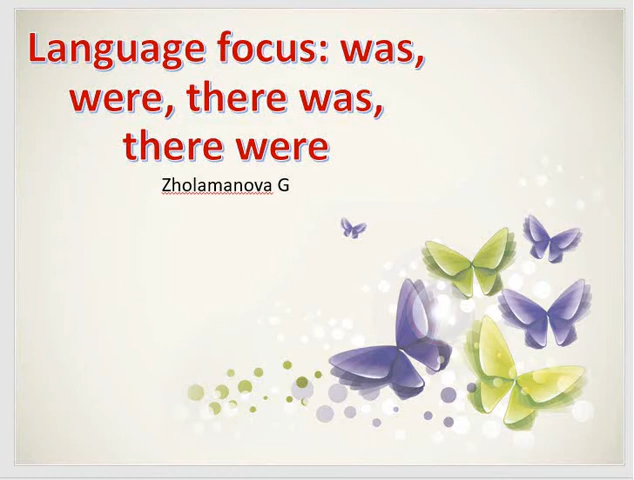 Language focus: was,
were, there was,
there were
Zholamanova G